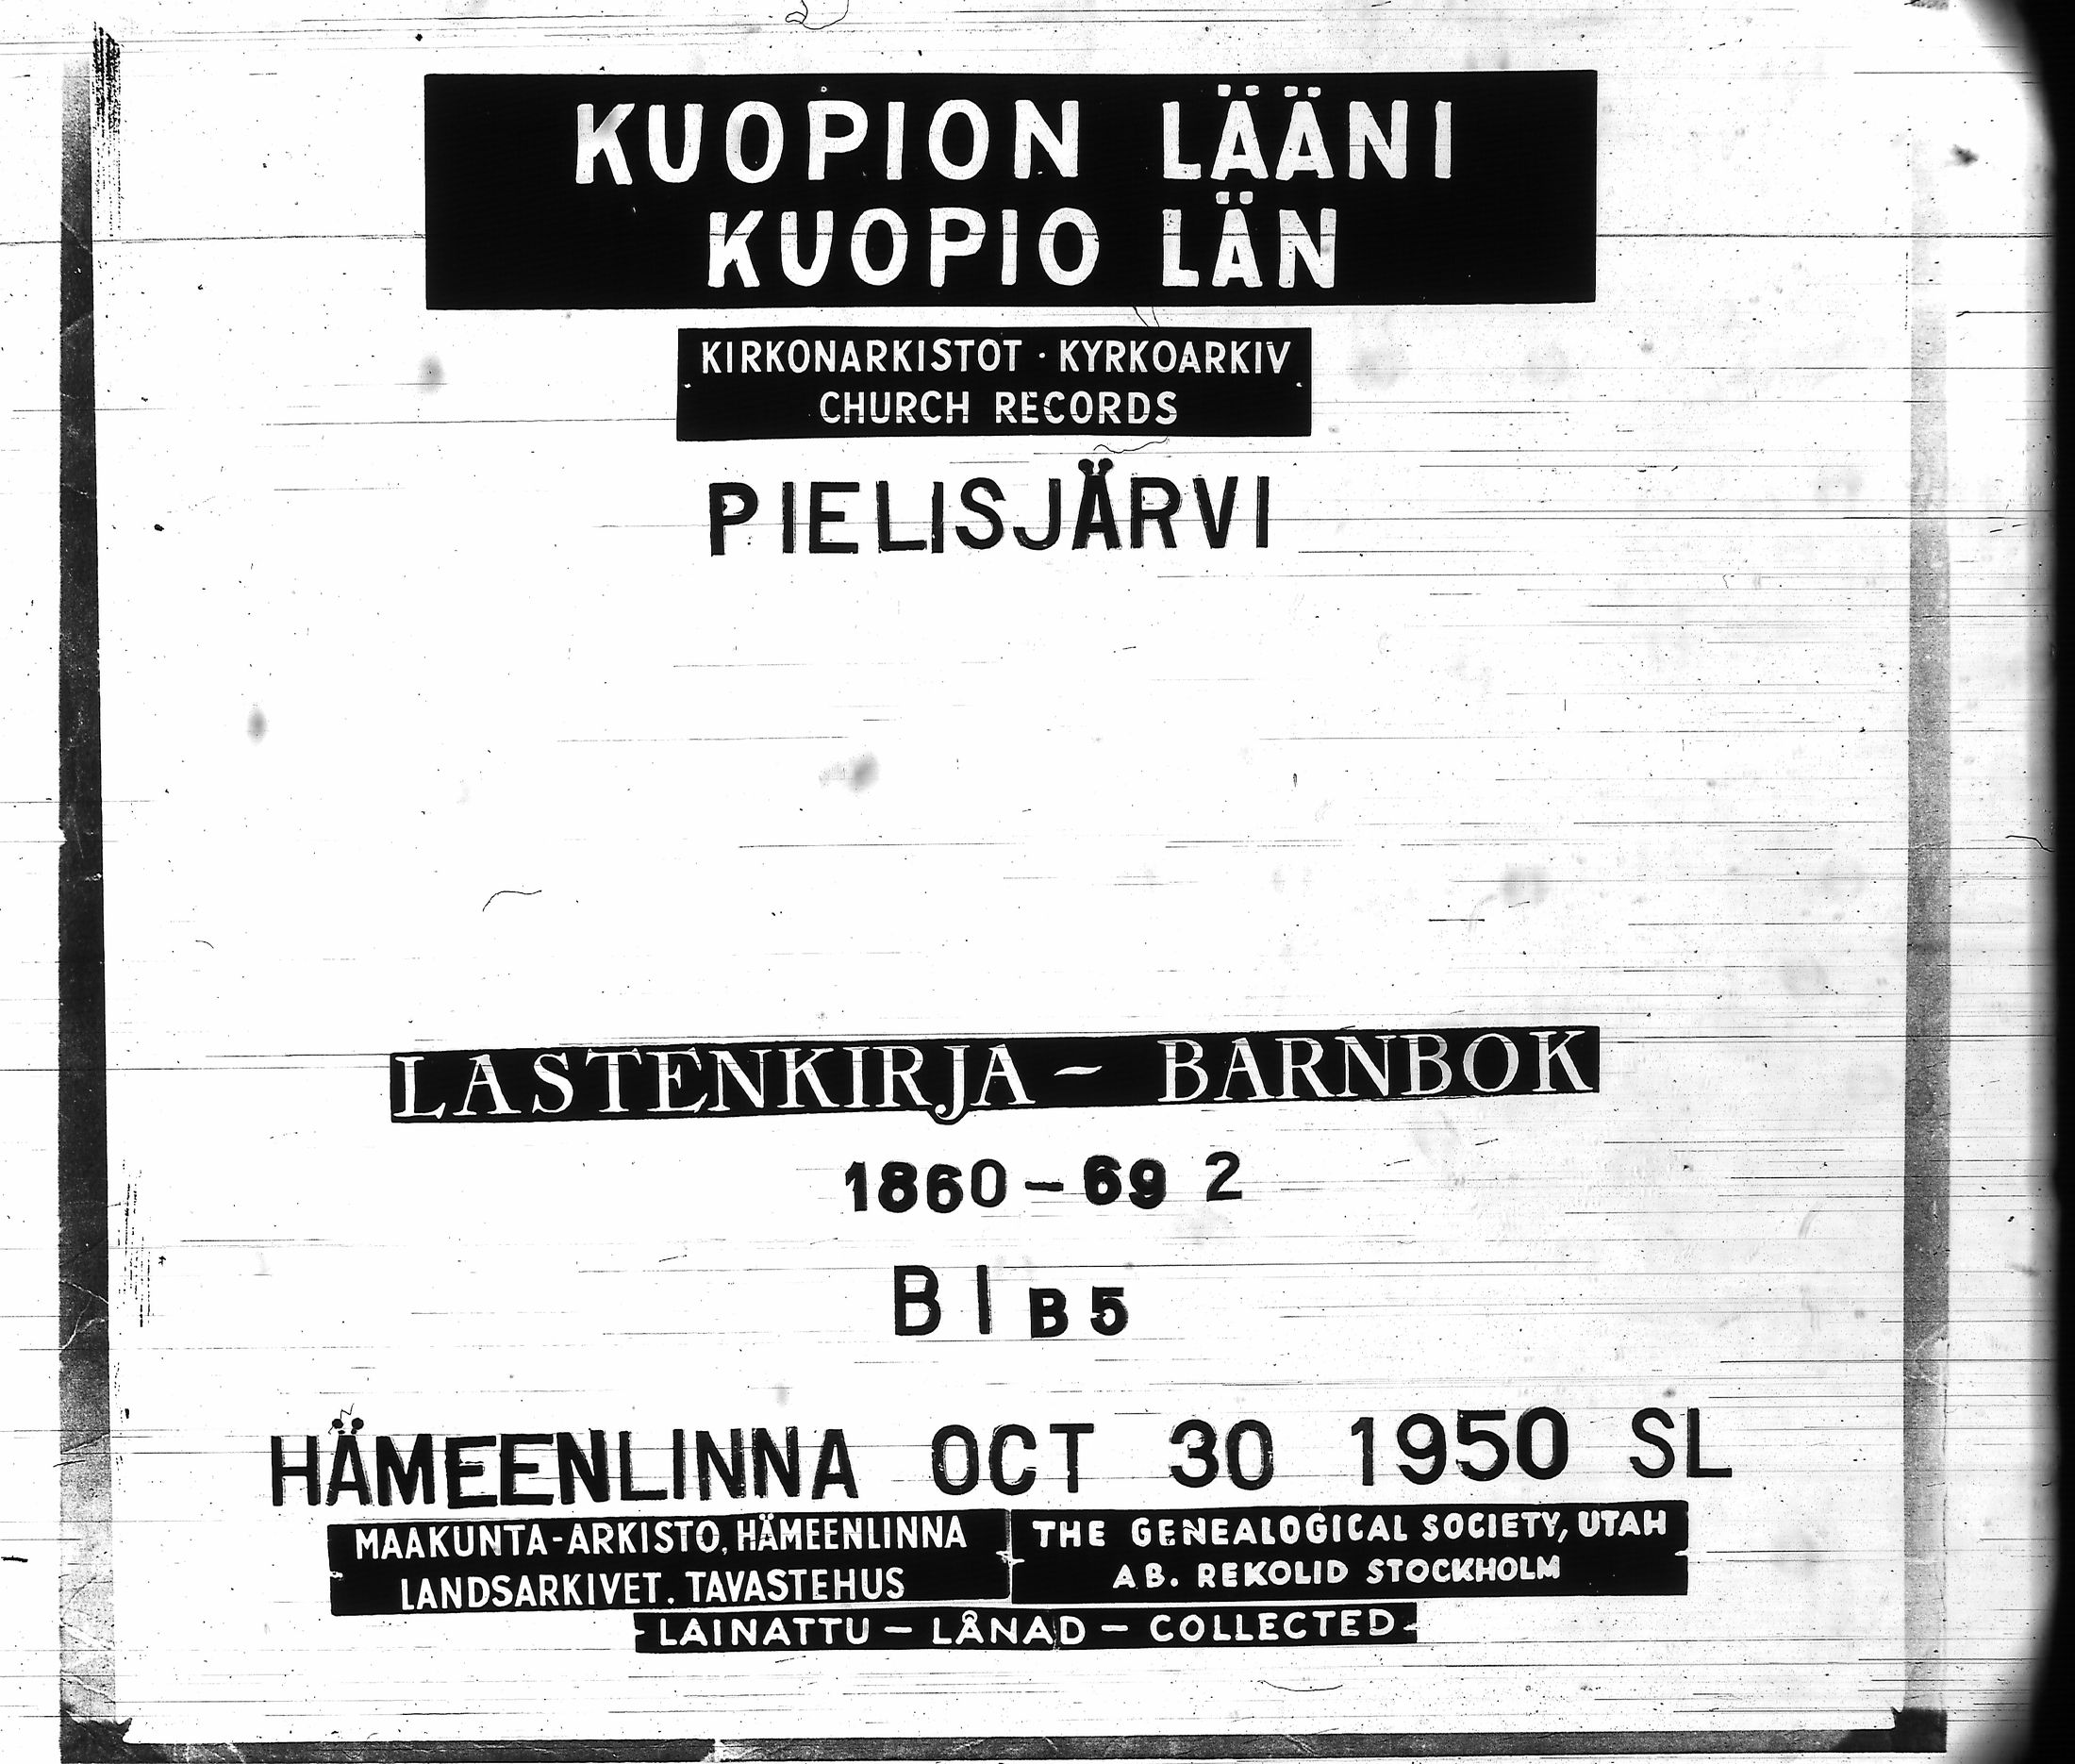 KUOPION LÄÄNI
KUOPIO LÄN
KIRKONARKISTOT · KYRKOARKIV
CHURCH RECORDS
PIELISJÄRVI
LASTENKIRJA - BARNBOK
1860-69 2
B I B 5
HÄMEENLINNA OCT 30 1950 SL
MAAKUNTA-ARKISTO, HÄMEENLINNA
LANDSARKIVET. TAVASTEHUS
THE GENEALOGICAL SOCIETY, UTAH
AB. REKOLID STOCKHOLM
LAINATTU - LÅNAD - COLLECTED